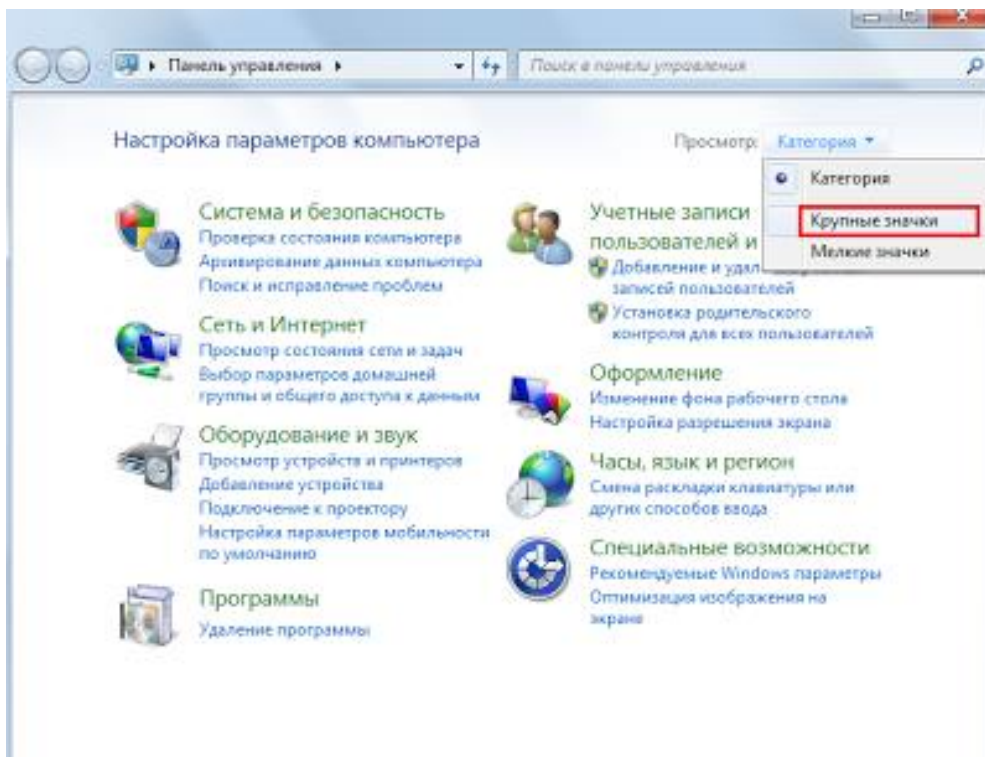 Панель управления
Поиск в панели управления
Настройка параметров компьютера
Просмотр: Категория
Категория
Крупные значки
Мелкие значки
Система и безопасность
Проверка состояния компьютера
Архивирование данных компьютера
Поиск и исправление проблем
Сеть и Интернет
Просмотр состояния сети и задач
Выбор параметров домашней
группы и общего доступа к данным
Оборудование и звук
Просмотр устройств и принтеров
Добавление устройства
Подключение к проектору
Настройка параметров мобильности
по умолчанию
Программы
Удаление программы
Учетные записи
пользователей и
Добавление и удал
записей пользователей
Установка родительского
контроля для всех пользователей
Оформление
Изменение фона рабочего стола
Настройка разрешения экрана
Часы, язык и регион
Смена раскладки клавиатуры или
других способов ввода
Специальные возможности
Рекомендуемые Windows параметры
Оптимизация изображения на
экране